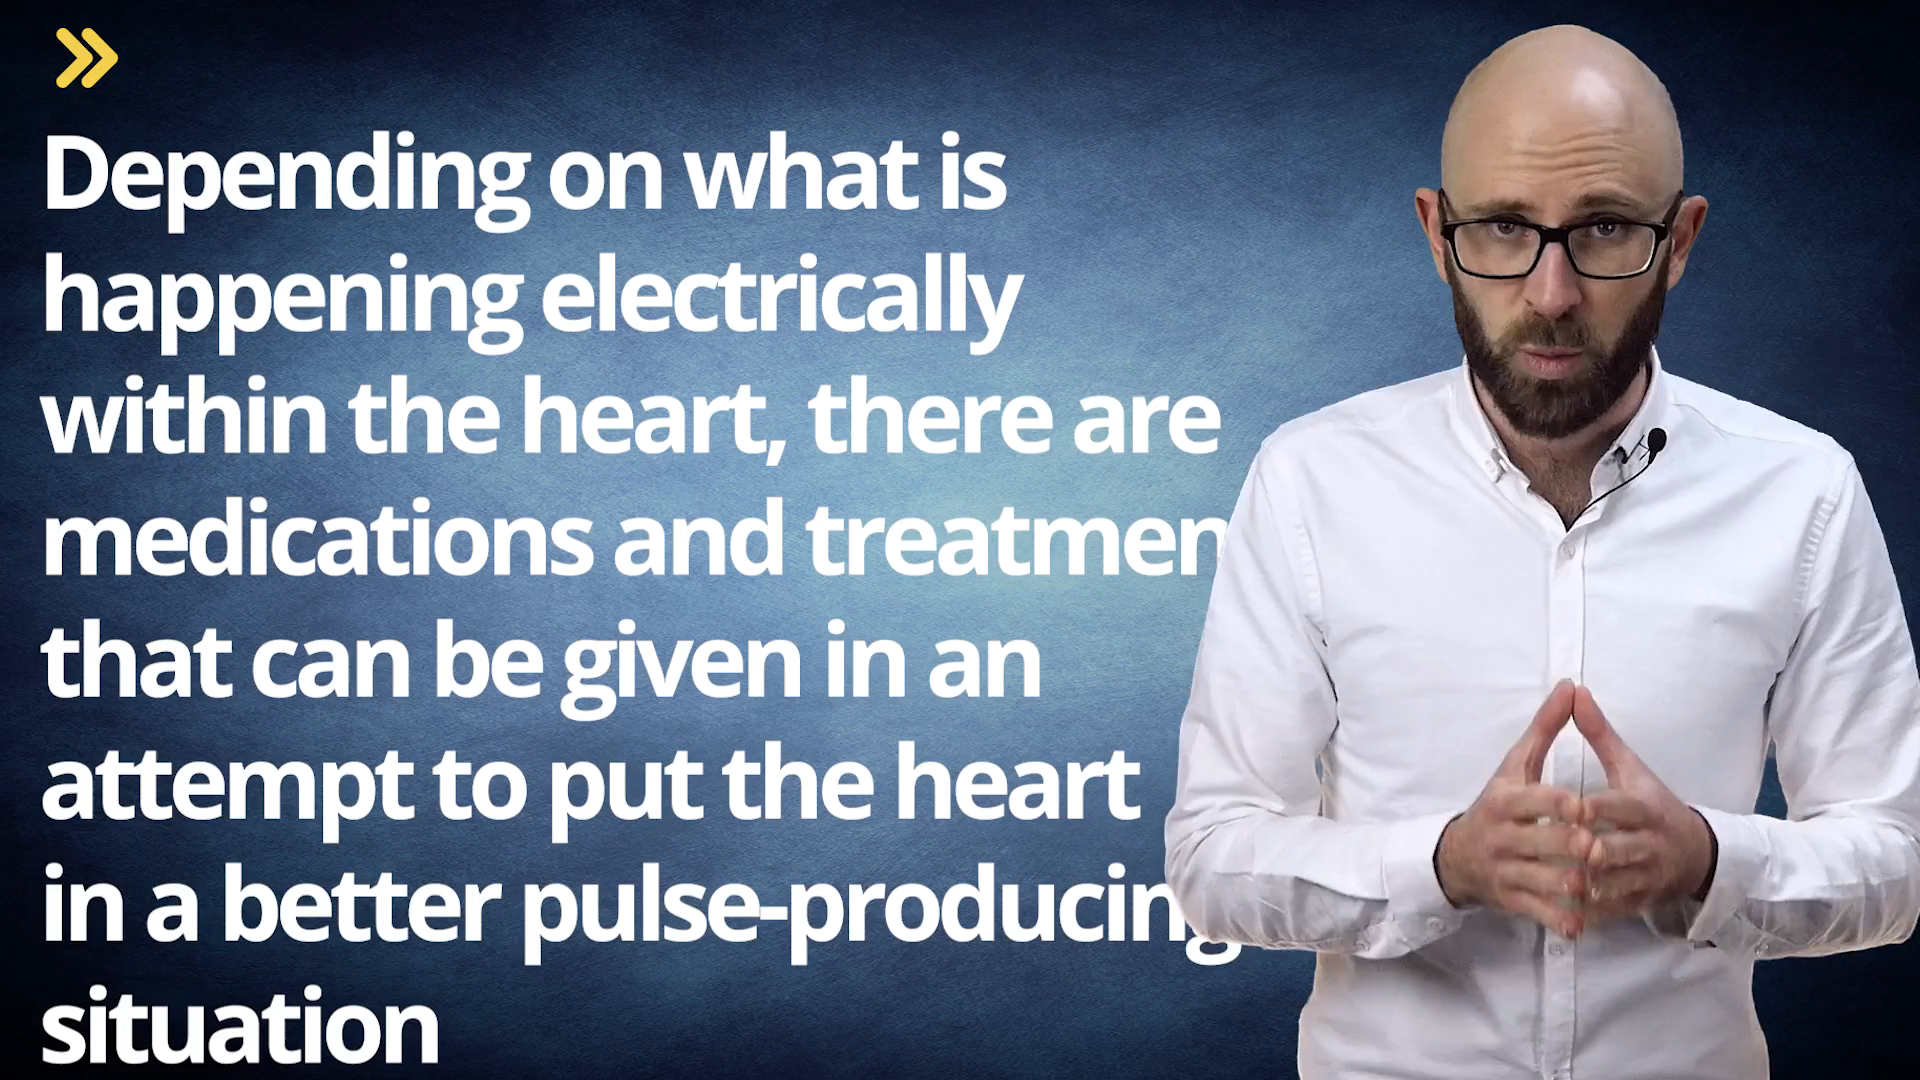 Depending on what is
happening electrically
within the heart, there are
medications and treatmen
that can be given in an
attempt to put the heart
in a better pulse-producing
situation